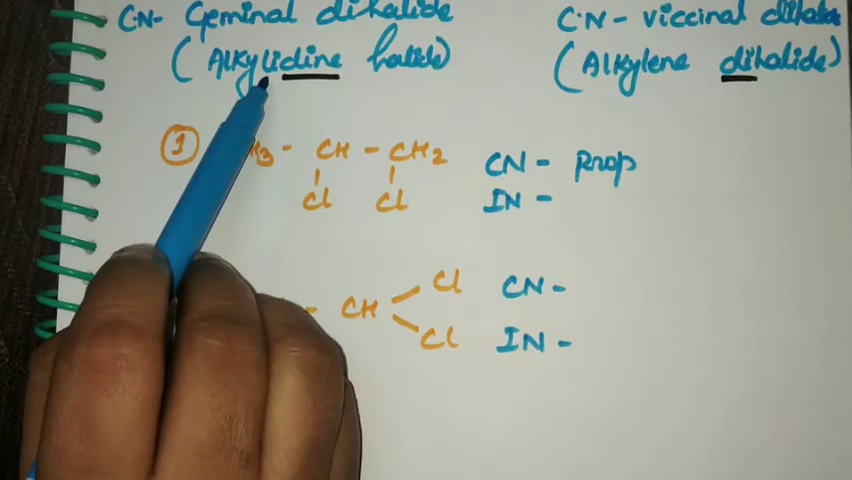 C.N- Geminal dihalide
(Alkylidine halide)
C.N- viccinal
(Alkylene dihalide)
① - CH - CH2
Cl Cl
CN - Prop
IN -
- CH Cl
Cl
CN -
IN -